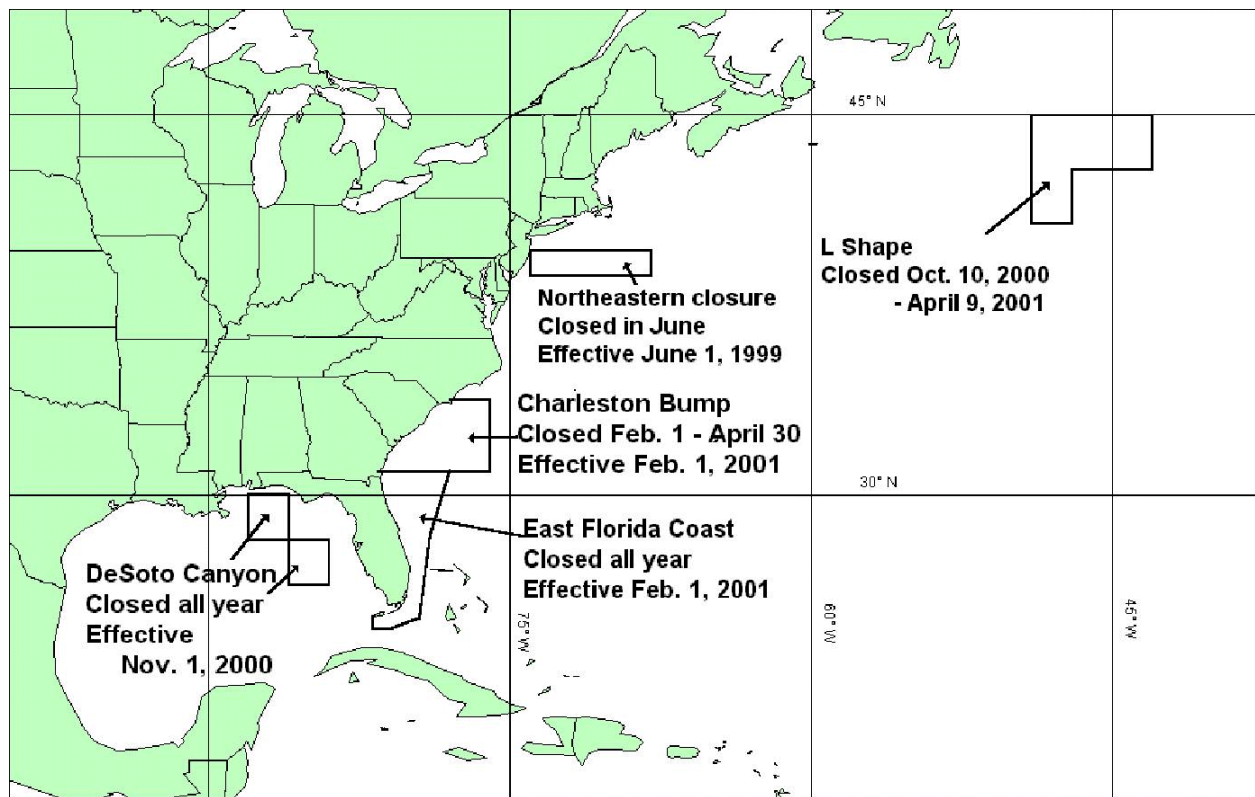 45° N
L Shape
Closed Oct. 10, 2000
- April 9, 2001
Northeastern closure
Closed in June
Effective June 1, 1999
Charleston Bump
Closed Feb. 1 - April 30
Effective Feb. 1, 2001
30° N
East Florida Coast
Closed all year
Effective Feb. 1, 2001
DeSoto Canyon
Closed all year
Effective
Nov. 1, 2000
75° W
60° W
45° W